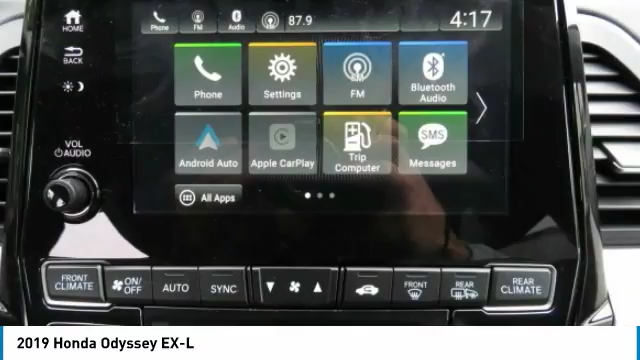 HOME
Phone FM Audio FM 87.9 4:17
BACK
Phone Settings FM Bluetooth Audio
VOL
AUDIO
Android Auto Apple CarPlay Trip Computer SMS Messages
All Apps
FRONT CLIMATE ON/OFF AUTO SYNC FRONT REAR REAR CLIMATE
2019 Honda Odyssey EX-L